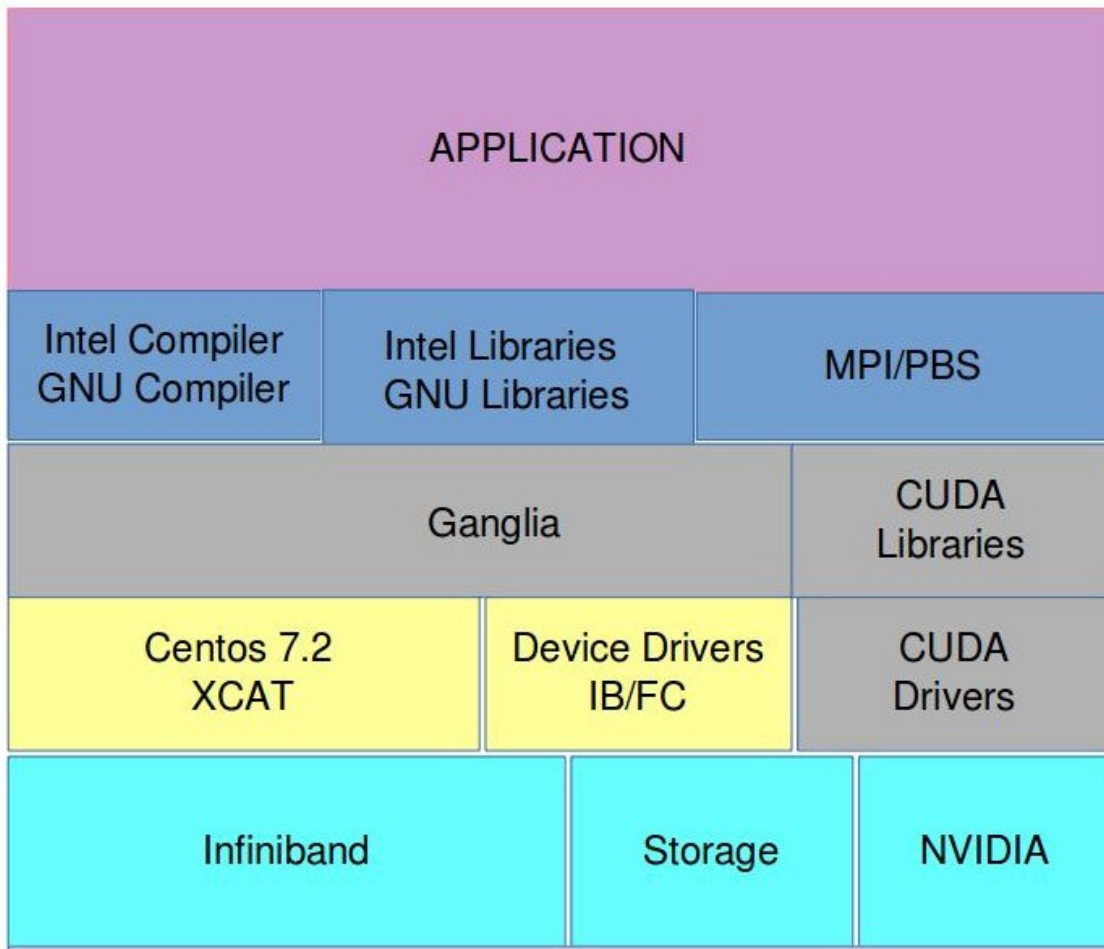 APPLICATION
Intel Compiler
GNU Compiler
Intel Libraries
GNU Libraries
MPI/PBS
Ganglia
CUDA
Libraries
Centos 7.2
XCAT
Device Drivers
IB/FC
CUDA
Drivers
Infiniband
Storage
NVIDIA